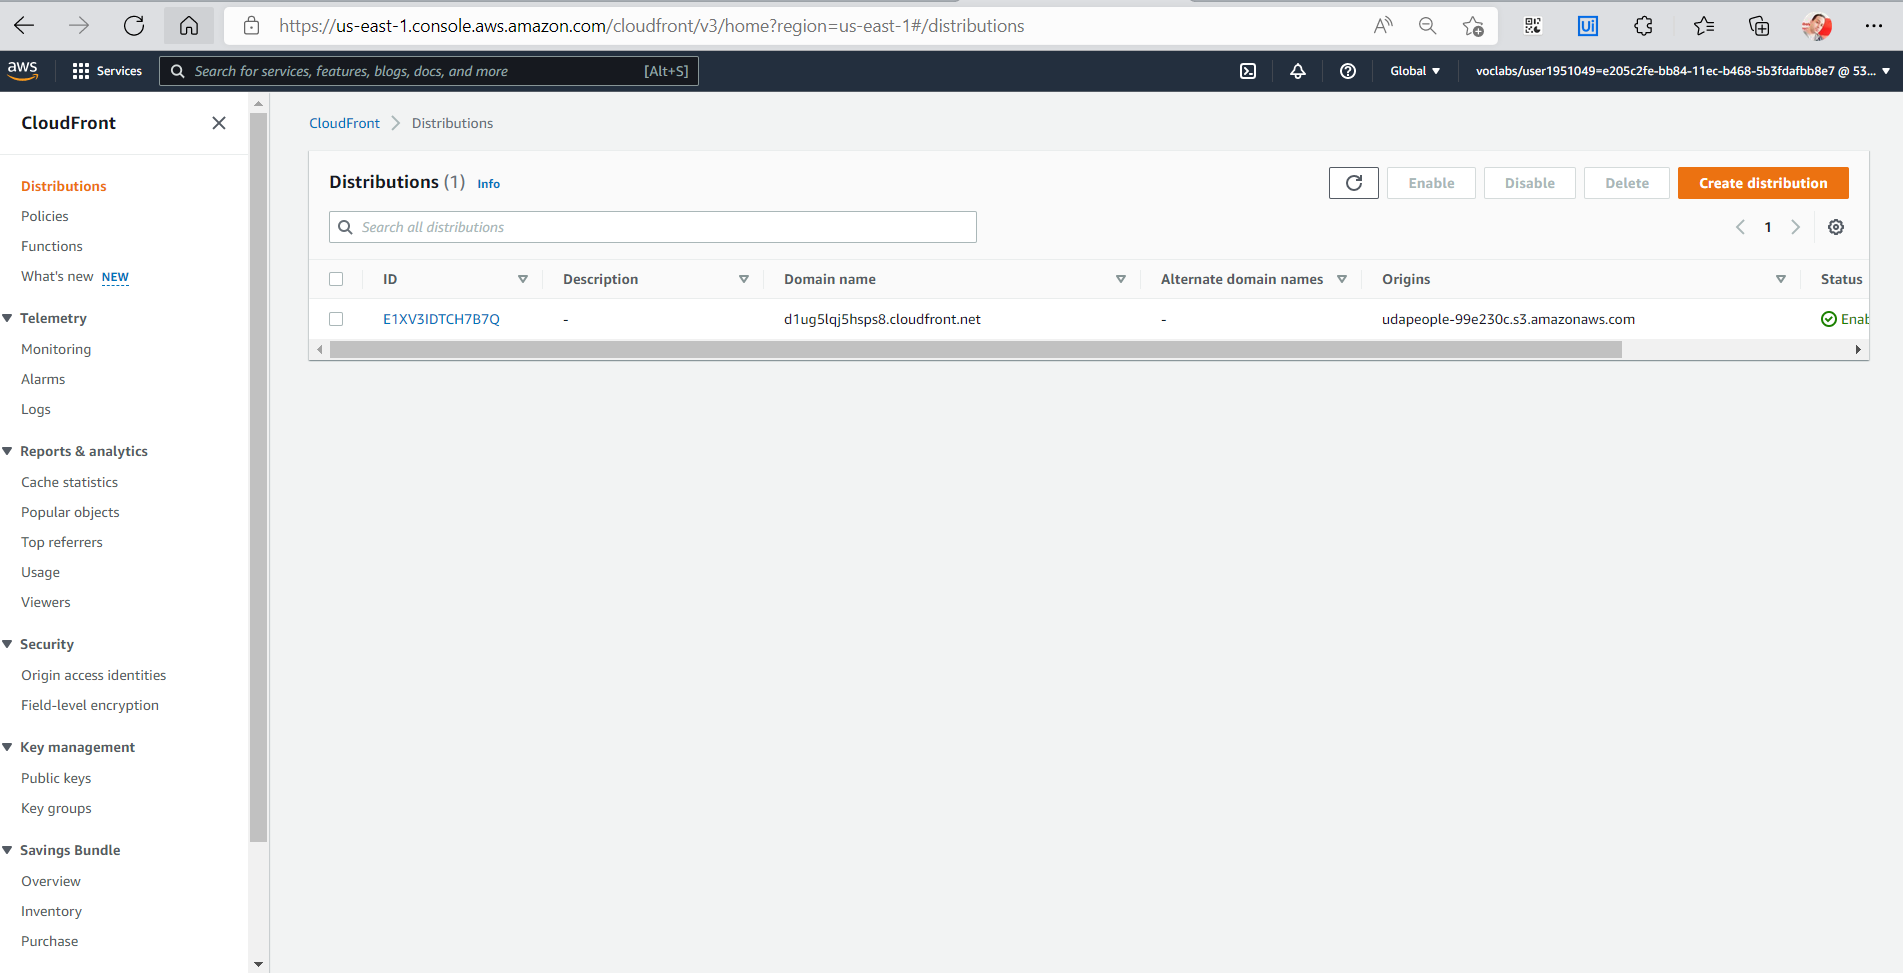 https://us-east-1.console.aws.amazon.com/cloudfront/v3/home?region=us-east-1#/distributions
aws Services Search for services, features, blogs, docs, and more [Alt+S] Global voclabs/user1951049=e205c2fe-bb84-11ec-b468-5b3fdafbb8e7 @ 53...
CloudFront
Distributions
Policies
Functions
What's new NEW
Telemetry
Monitoring
Alarms
Logs
Reports & analytics
Cache statistics
Popular objects
Top referrers
Usage
Viewers
Security
Origin access identities
Field-level encryption
Key management
Public keys
Key groups
Savings Bundle
Overview
Inventory
Purchase
CloudFront > Distributions
Distributions (1) Info
Enable Disable Delete Create distribution
Search all distributions
1
ID Description Domain name Alternate domain names Origins Status
E1XV3IDTCH7B7Q - d1ug5lqj5hsps8.cloudfront.net - udapeople-99e230c.s3.amazonaws.com Enab